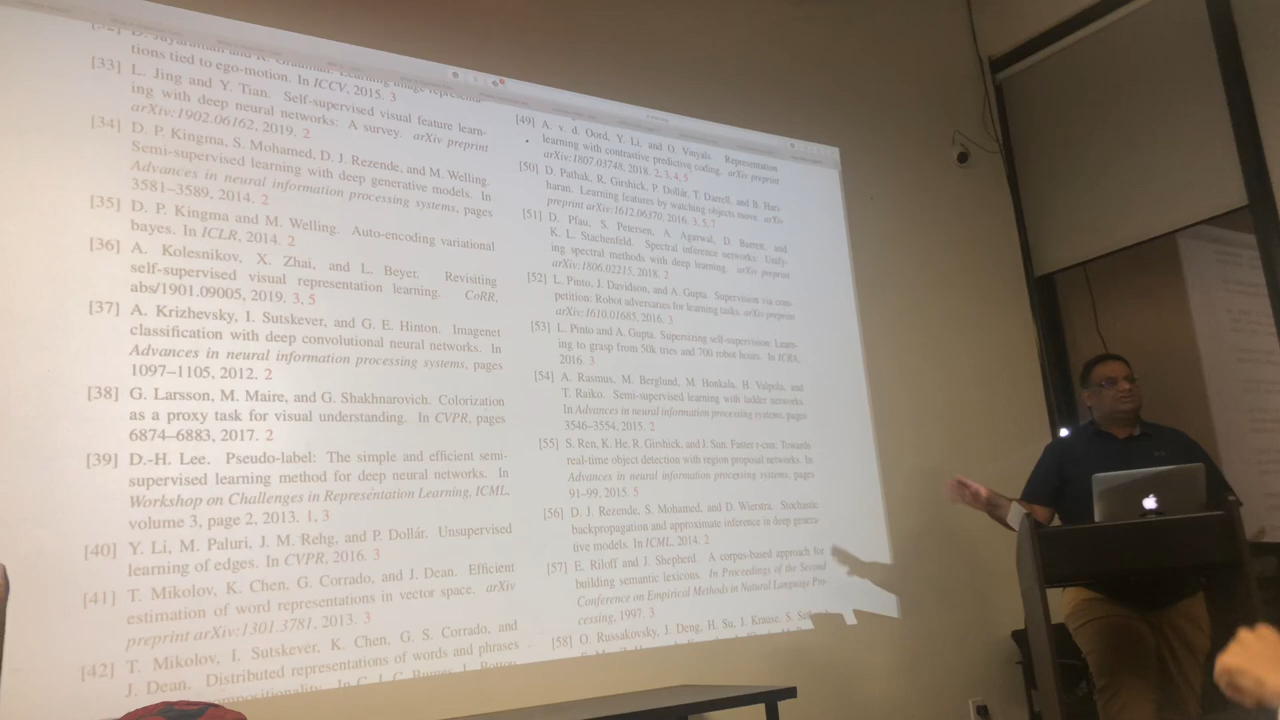 [32] D. Jayaraman and K. Grauman. Learning image representa-
tions tied to ego-motion. In ICCV, 2015. 3
[33] L. Jing and Y. Tian. Self-supervised visual feature learn-
ing with deep neural networks: A survey. arXiv preprint
arXiv:1902.06162, 2019. 2
[34] D. P. Kingma, S. Mohamed, D. J. Rezende, and M. Welling.
Semi-supervised learning with deep generative models. In
Advances in neural information processing systems, pages
3581–3589, 2014. 2
[35] D. P. Kingma and M. Welling. Auto-encoding variational
bayes. In ICLR, 2014. 2
[36] A. Kolesnikov, X. Zhai, and L. Beyer. Revisiting
self-supervised visual representation learning. CoRR,
abs/1901.09005, 2019. 3, 5
[37] A. Krizhevsky, I. Sutskever, and G. E. Hinton. Imagenet
classification with deep convolutional neural networks. In
Advances in neural information processing systems, pages
1097–1105, 2012. 2
[38] G. Larsson, M. Maire, and G. Shakhnarovich. Colorization
as a proxy task for visual understanding. In CVPR, pages
6874–6883, 2017. 2
[39] D.-H. Lee. Pseudo-label: The simple and efficient semi-
supervised learning method for deep neural networks. In
Workshop on Challenges in Representation Learning, ICML,
volume 3, page 2, 2013. 1, 3
[40] Y. Li, M. Paluri, J. M. Rehg, and P. Dollár. Unsupervised
learning of edges. In CVPR, 2016. 3
[41] T. Mikolov, K. Chen, G. Corrado, and J. Dean. Efficient
estimation of word representations in vector space. arXiv
preprint arXiv:1301.3781, 2013. 3
[42] T. Mikolov, I. Sutskever, K. Chen, G. S. Corrado, and
J. Dean. Distributed representations of words and phrases
[49] A. v. d. Oord, Y. Li, and O. Vinyals. Representation
learning with contrastive predictive coding. arXiv preprint
arXiv:1807.03748, 2018. 2, 3, 4, 5
[50] D. Pathak, R. Girshick, P. Dollár, T. Darrell, and B. Hari-
haran. Learning features by watching objects move. arXiv
preprint arXiv:1612.06370, 2016. 3, 5, 7
[51] D. Pfau, S. Petersen, A. Agarwal, D. Barrett, and
K. L. Stachenfeld. Spectral inference networks: Unify-
ing spectral methods with deep learning. arXiv preprint
arXiv:1806.02215, 2018. 2
[52] L. Pinto, J. Davidson, and A. Gupta. Supervision via com-
petition: Robot adversaries for learning tasks. arXiv preprint
arXiv:1610.01685, 2016. 3
[53] L. Pinto and A. Gupta. Supersizing self-supervision: Learn-
ing to grasp from 50k tries and 700 robot hours. In ICRA,
2016. 3
[54] A. Rasmus, M. Berglund, M. Honkala, H. Valpola, and
T. Raiko. Semi-supervised learning with ladder networks.
In Advances in neural information processing systems, pages
3546–3554, 2015. 2
[55] S. Ren, K. He, R. Girshick, and J. Sun. Faster r-cnn: Towards
real-time object detection with region proposal networks. In
Advances in neural information processing systems, pages
91–99, 2015. 5
[56] D. J. Rezende, S. Mohamed, and D. Wierstra. Stochastic
backpropagation and approximate inference in deep genera-
tive models. In ICML, 2014. 2
[57] E. Riloff and J. Shepherd. A corpus-based approach for
building semantic lexicons. In Proceedings of the Second
Conference on Empirical Methods in Natural Language Pro-
cessing, 1997. 3
[58] O. Russakovsky, J. Deng, H. Su, J. Krause, S.